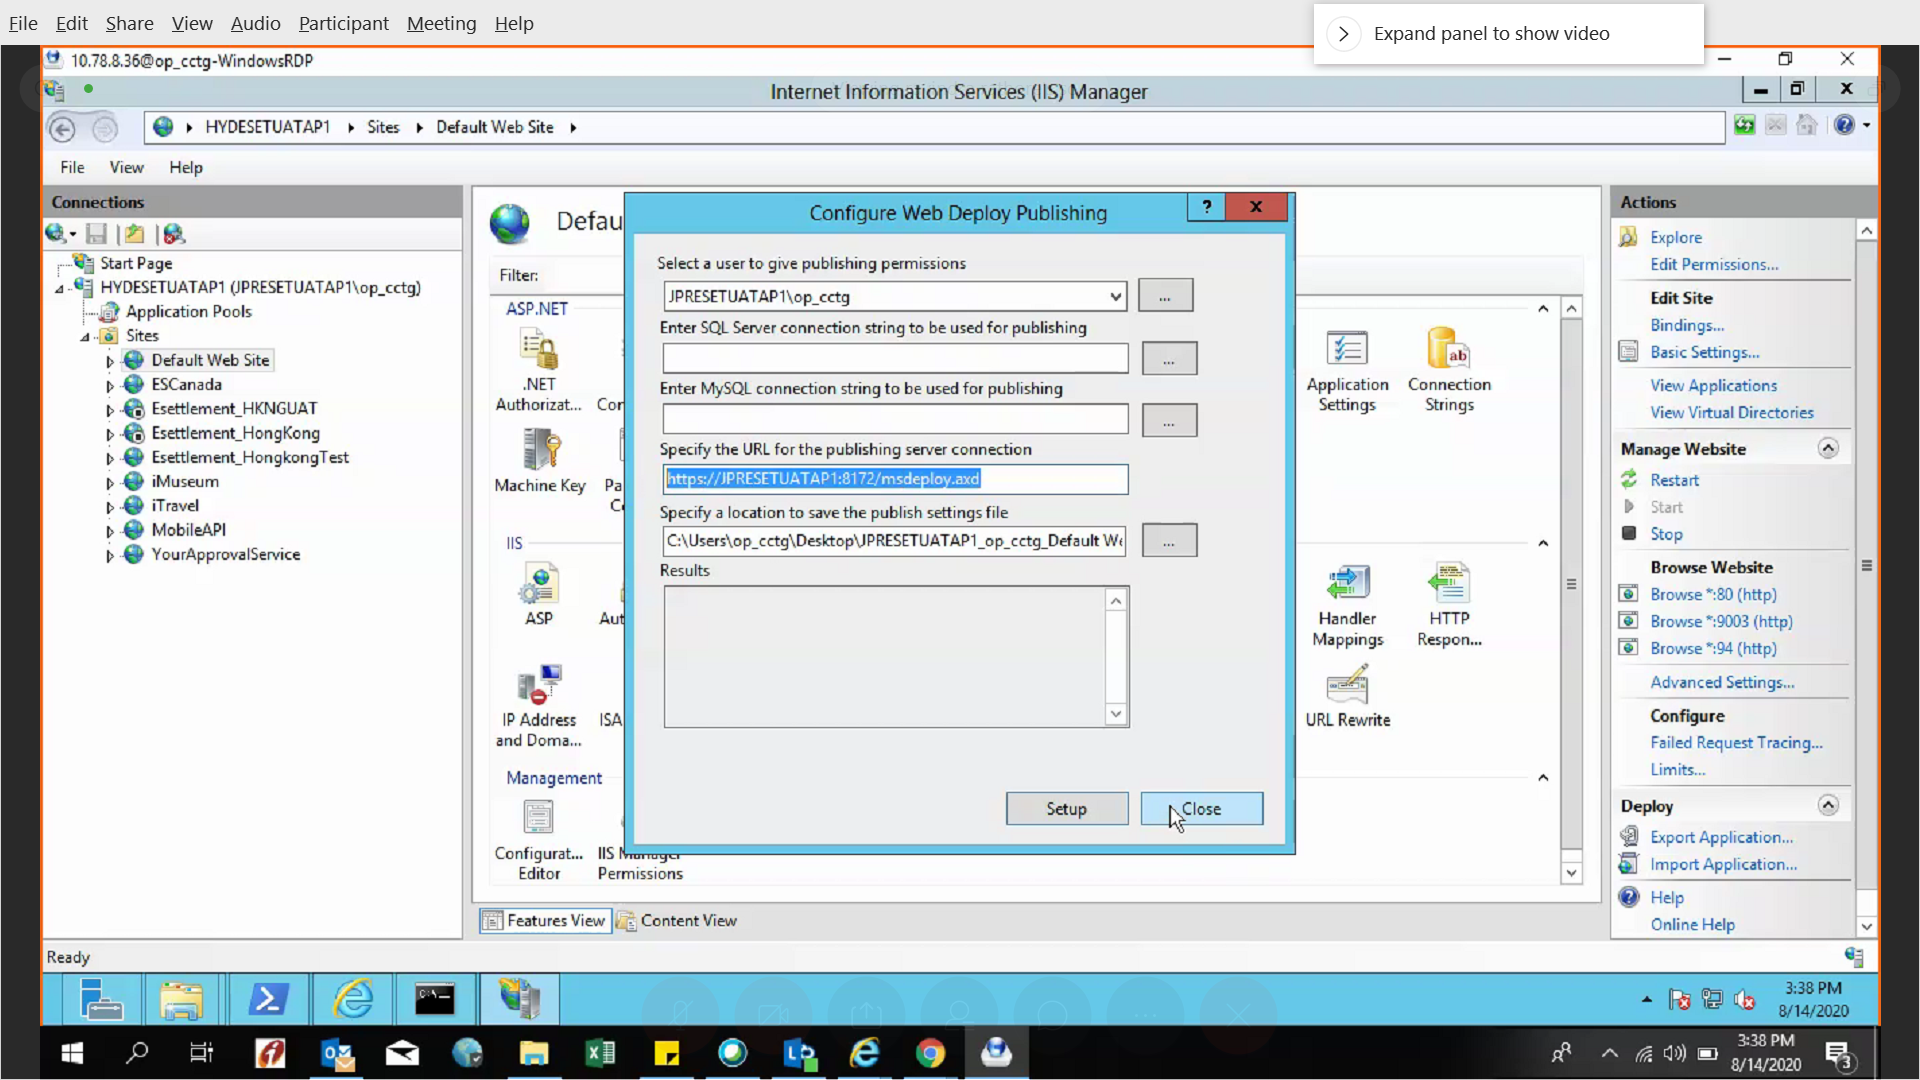 File Edit Share View Audio Participant Meeting Help
Expand panel to show video
10.78.8.36@op_cctg-WindowsRDP
Internet Information Services (IIS) Manager
HYDESETUATAP1 Sites Default Web Site
File View Help
Connections
Start Page
HYDESETUATAP1 (JPRESETUATAP1\op_cctg)
Application Pools
Sites
Default Web Site
ESCanada
Esettlement_HKNGUAT
Esettlement_HongKong
Esettlement_HongkongTest
iMuseum
iTravel
MobileAPI
YourApprovalService
Defau
Filter:
ASP.NET
.NET
Authorizat...
Cor
Machine Key
Pa
Co
Application
Settings
Connection
Strings
IIS
ASP
Aut
Handler
Mappings
HTTP
Respon...
IP Address
and Doma...
ISA
URL Rewrite
Management
Configurat...
Editor
IIS Manager
Permissions
Features View Content View
Configure Web Deploy Publishing
?
X
Select a user to give publishing permissions
JPRESETUATAP1\op_cctg
...
Enter SQL Server connection string to be used for publishing
...
Enter MySQL connection string to be used for publishing
...
Specify the URL for the publishing server connection
https://JPRESETUATAP1:8172/msdeploy.axd
Specify a location to save the publish settings file
C:\Users\op_cctg\Desktop\JPRESETUATAP1_op_cctg_Default We
...
Results
Setup Close
Actions
Explore
Edit Permissions...
Edit Site
Bindings...
Basic Settings...
View Applications
View Virtual Directories
Manage Website
Restart
Start
Stop
Browse Website
Browse *:80 (http)
Browse *:9003 (http)
Browse *:94 (http)
Advanced Settings...
Configure
Failed Request Tracing...
Limits...
Deploy
Export Application...
Import Application...
Help
Online Help
Ready
3:38 PM
8/14/2020
3:38 PM
8/14/2020
3